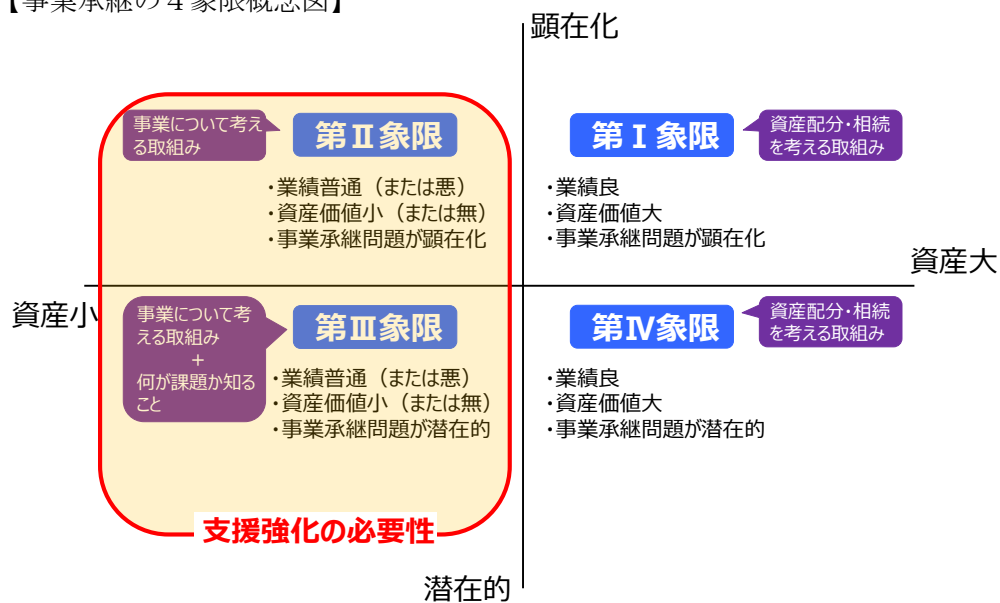 【事業承継の４象限概念図】
顕在化
事業について考え
る取組み
第Ⅱ象限
・業績普通（または悪）
・資産価値小（または無）
・事業承継問題が顕在化
第Ⅰ象限
資産配分・相続
を考える取組み
・業績良
・資産価値大
・事業承継問題が顕在化
資産大
資産小
事業について考
える取組み
＋
何が課題か知る
こと
第Ⅲ象限
・業績普通（または悪）
・資産価値小（または無）
・事業承継問題が潜在的
第Ⅳ象限
資産配分・相続
を考える取組み
・業績良
・資産価値大
・事業承継問題が潜在的
支援強化の必要性
潜在的